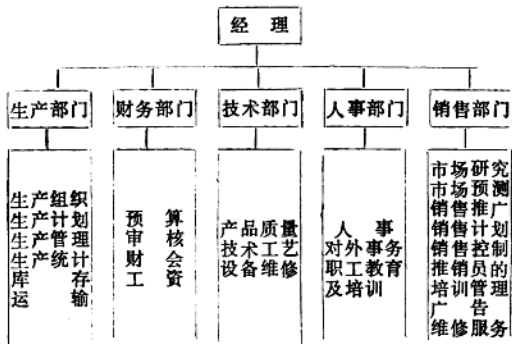 经理
生产部门
财务部门
技术部门
人事部门
销售部门
生产组织
生产计划
生产管理
生产统计
库存
运输
预算
审核
财会
工资
产品质量
技术工艺
设备维修
人事
对外事务
职工教育
及培训
市场研究
市场预测
销售推广
销售计划
销售控制
推销员的
培训管理
广告
维修服务